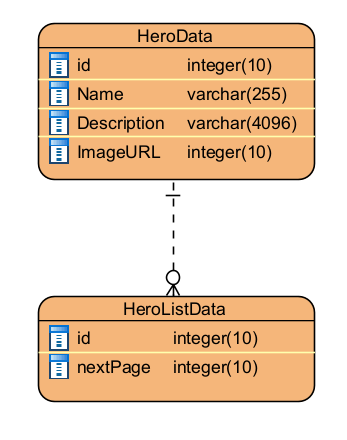 HeroData
id integer(10)
Name varchar(255)
Description varchar(4096)
ImageURL integer(10)
HeroListData
id integer(10)
nextPage integer(10)